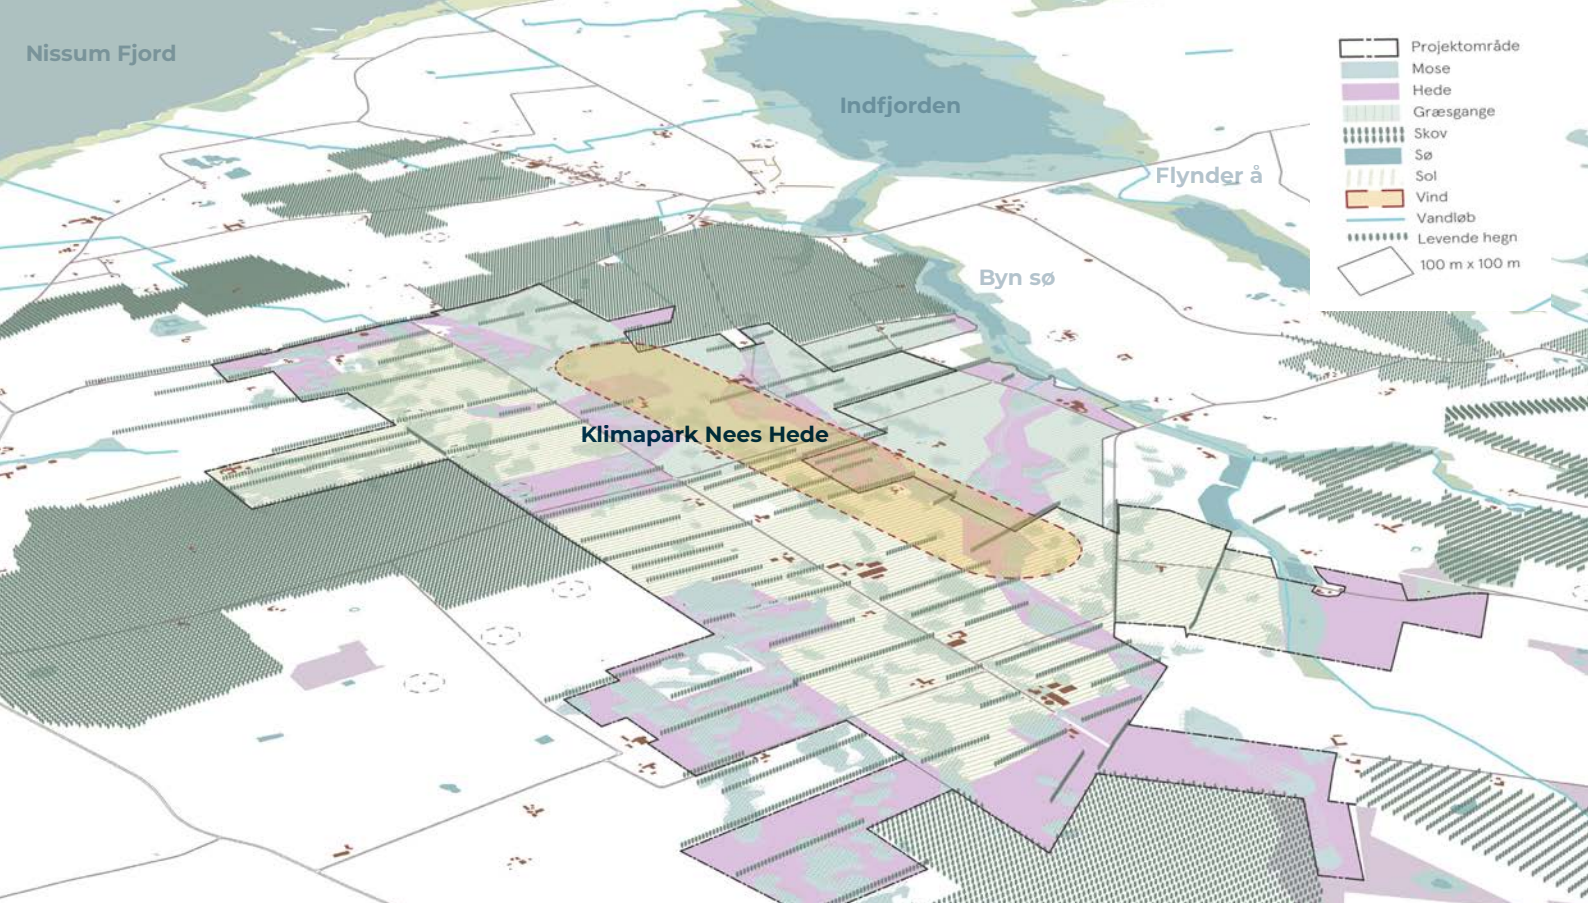 Nissum Fjord
Indfjorden
Flynder å
Byn sø
Klimapark Nees Hede
Projektområde
Mose
Hede
Græsgange
Skov
Sø
Sol
Vind
Vandløb
Levende hegn
100 m x 100 m